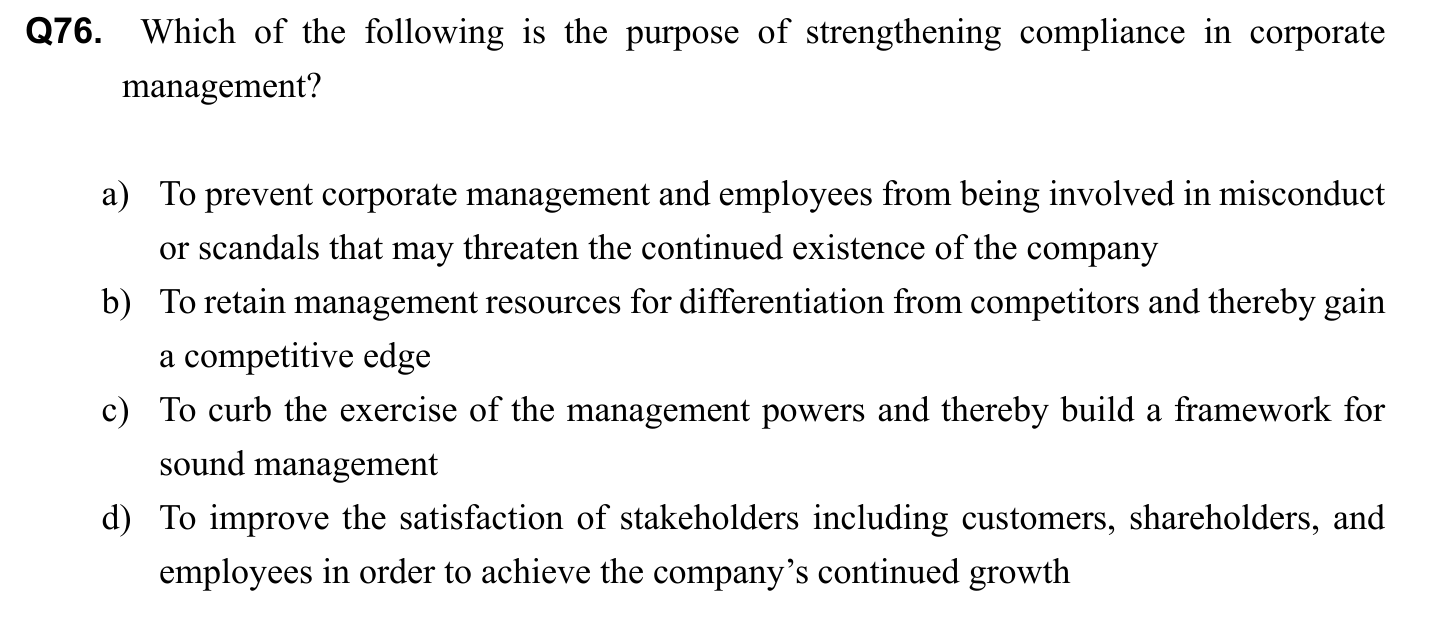 Q76. Which of the following is the purpose of strengthening compliance in corporate
management?
a) To prevent corporate management and employees from being involved in misconduct
or scandals that may threaten the continued existence of the company
b) To retain management resources for differentiation from competitors and thereby gain
a competitive edge
c) To curb the exercise of the management powers and thereby build a framework for
sound management
d) To improve the satisfaction of stakeholders including customers, shareholders, and
employees in order to achieve the company’s continued growth